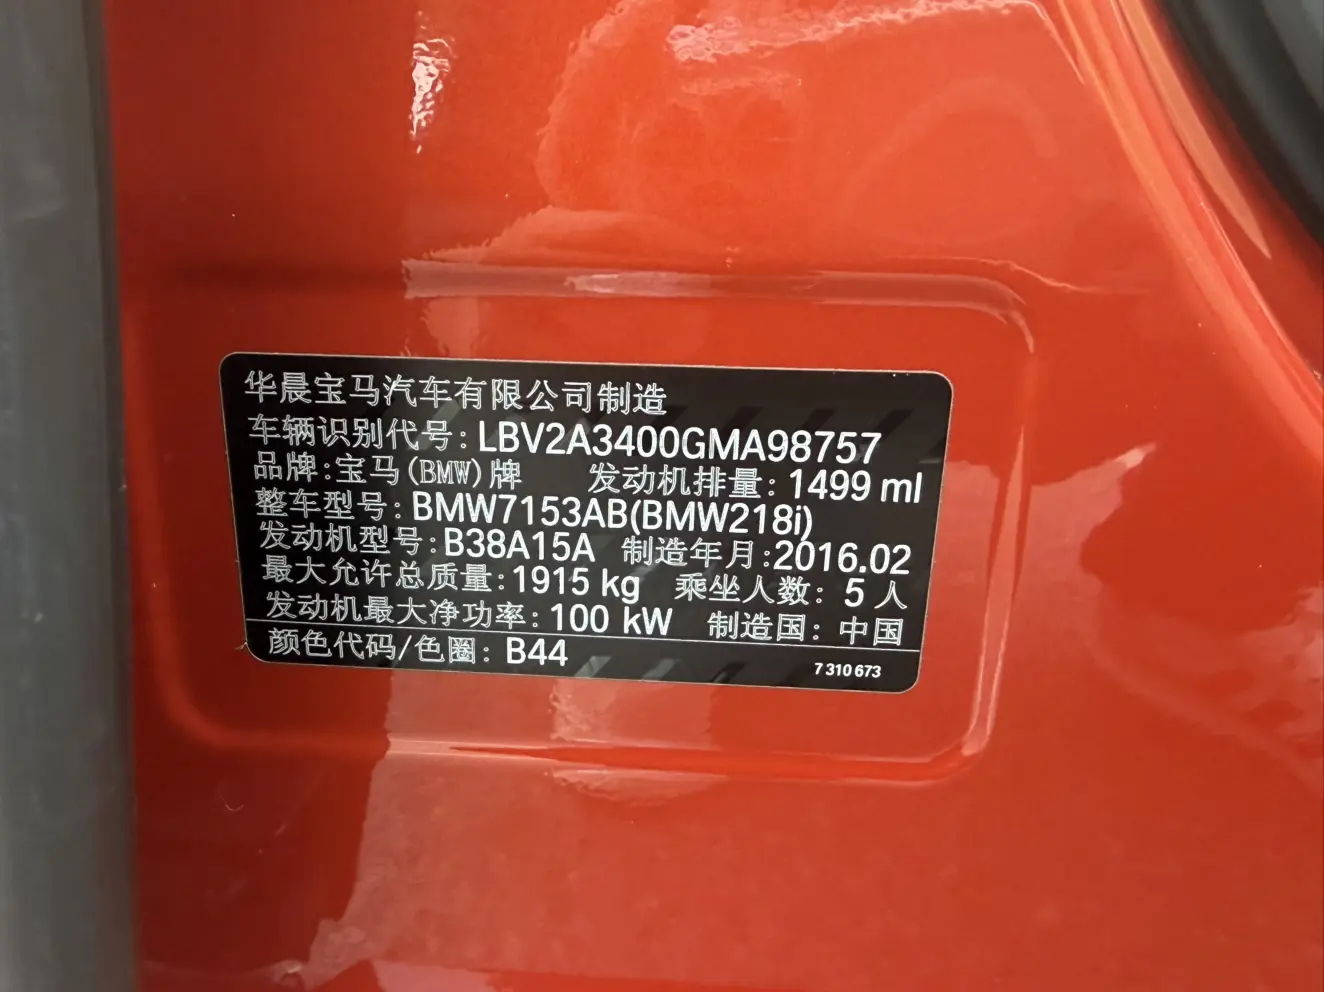 华晨宝马汽车有限公司制造
车辆识别代号:LBV2A3400GMA98757
品牌:宝马(BMW)牌 发动机排量:1499 ml
整车型号:BMW7153AB(BMW218i)
发动机型号:B38A15A 制造年月:2016.02
最大允许总质量:1915 kg 乘坐人数: 5 人
发动机最大净功率:100 kW 制造国: 中国
颜色代码/色圈: B44 7 310 673